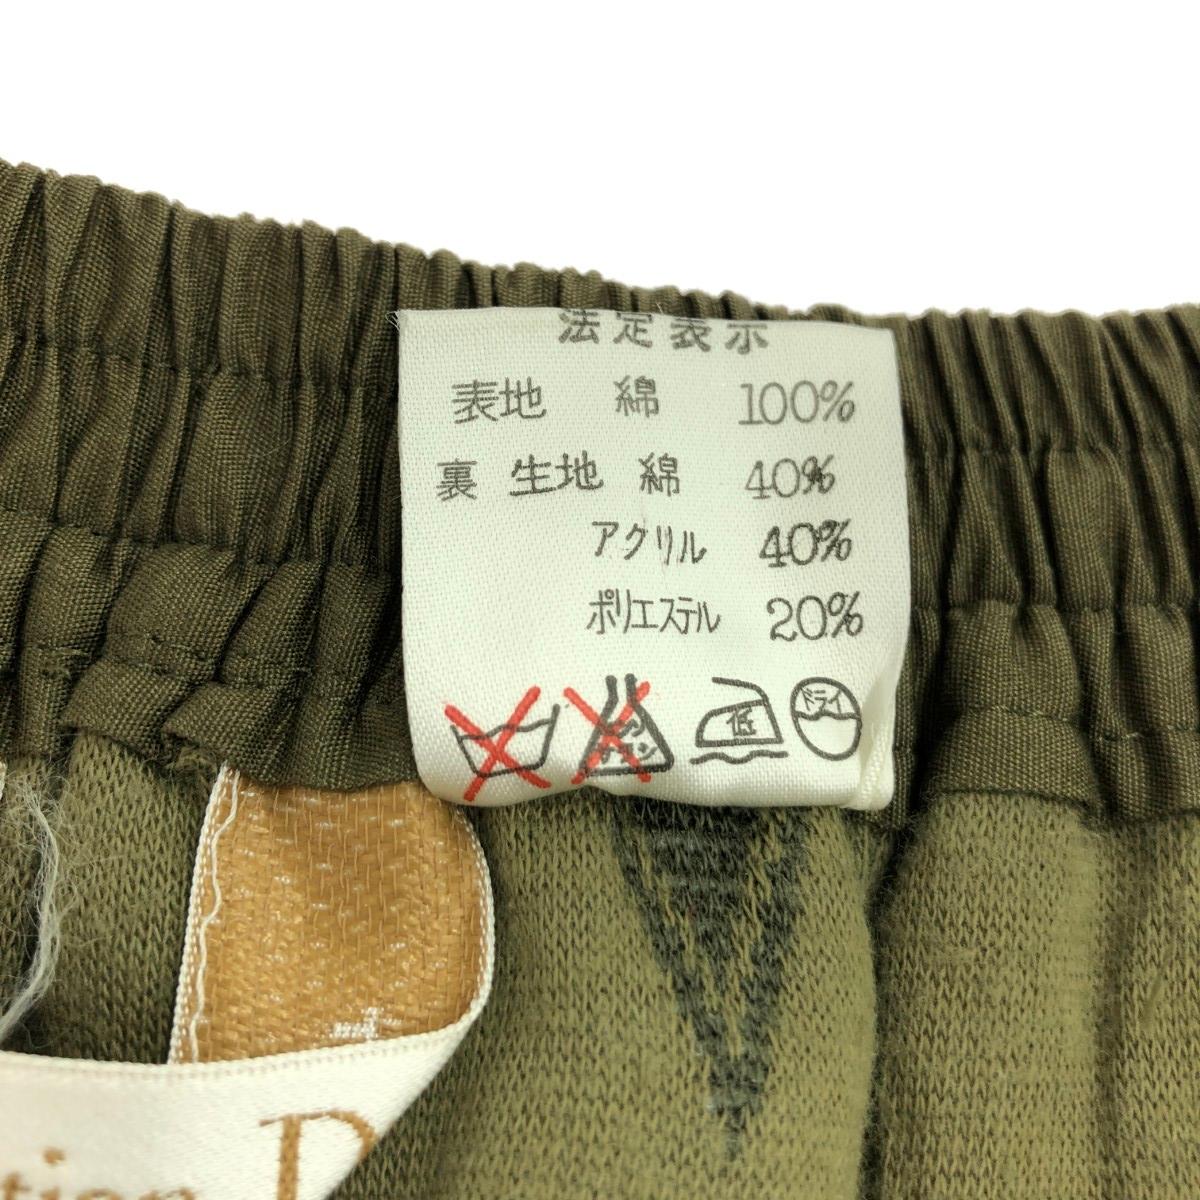 法定表示
表地 綿 100%
裏生地 綿 40%
アクリル 40%
ポリエステル 20%
低
ドライ